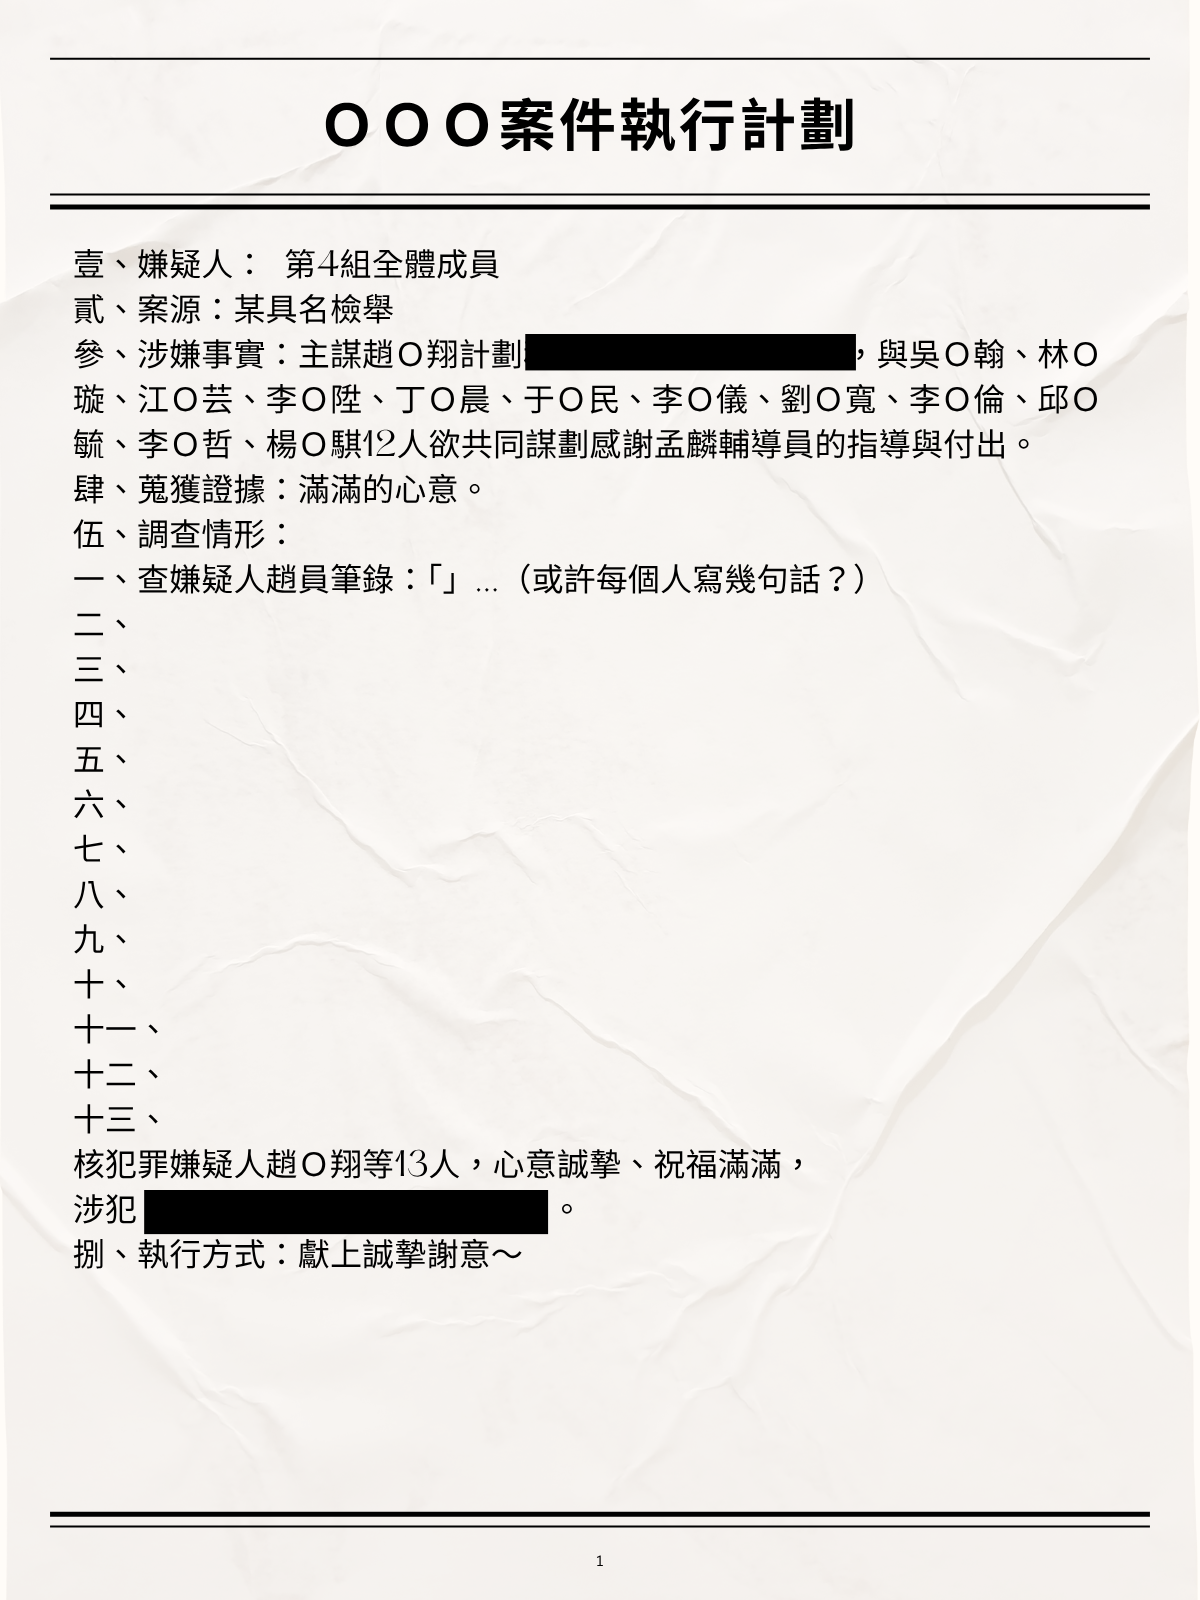 ＯＯＯ案件執行計劃
壹、嫌疑人： 第4組全體成員
貳、案源：某具名檢舉
參、涉嫌事實：主謀趙Ｏ翔計劃，與吳Ｏ翰、林Ｏ
璇、江Ｏ芸、李Ｏ陞、丁Ｏ晨、于Ｏ民、李Ｏ儀、劉Ｏ寬、李Ｏ倫、邱Ｏ
毓、李Ｏ哲、楊Ｏ騏12人欲共同謀劃感謝孟麟輔導員的指導與付出。
肆、蒐獲證據：滿滿的心意。
伍、調查情形：
一、查嫌疑人趙員筆錄：「」...（或許每個人寫幾句話？）
二、
三、
四、
五、
六、
七、
八、
九、
十、
十一、
十二、
十三、
核犯罪嫌疑人趙Ｏ翔等13人，心意誠摯、祝福滿滿，
涉犯 。
捌、執行方式：獻上誠摯謝意～
1